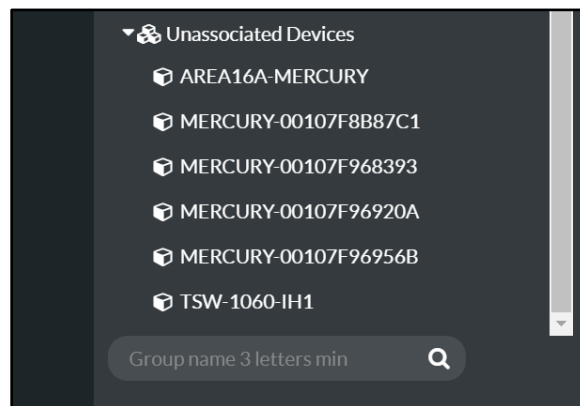 Unassociated Devices
AREA16A-MERCURY
MERCURY-00107F8B87C1
MERCURY-00107F968393
MERCURY-00107F96920A
MERCURY-00107F96956B
TSW-1060-IH1
Group name 3 letters min